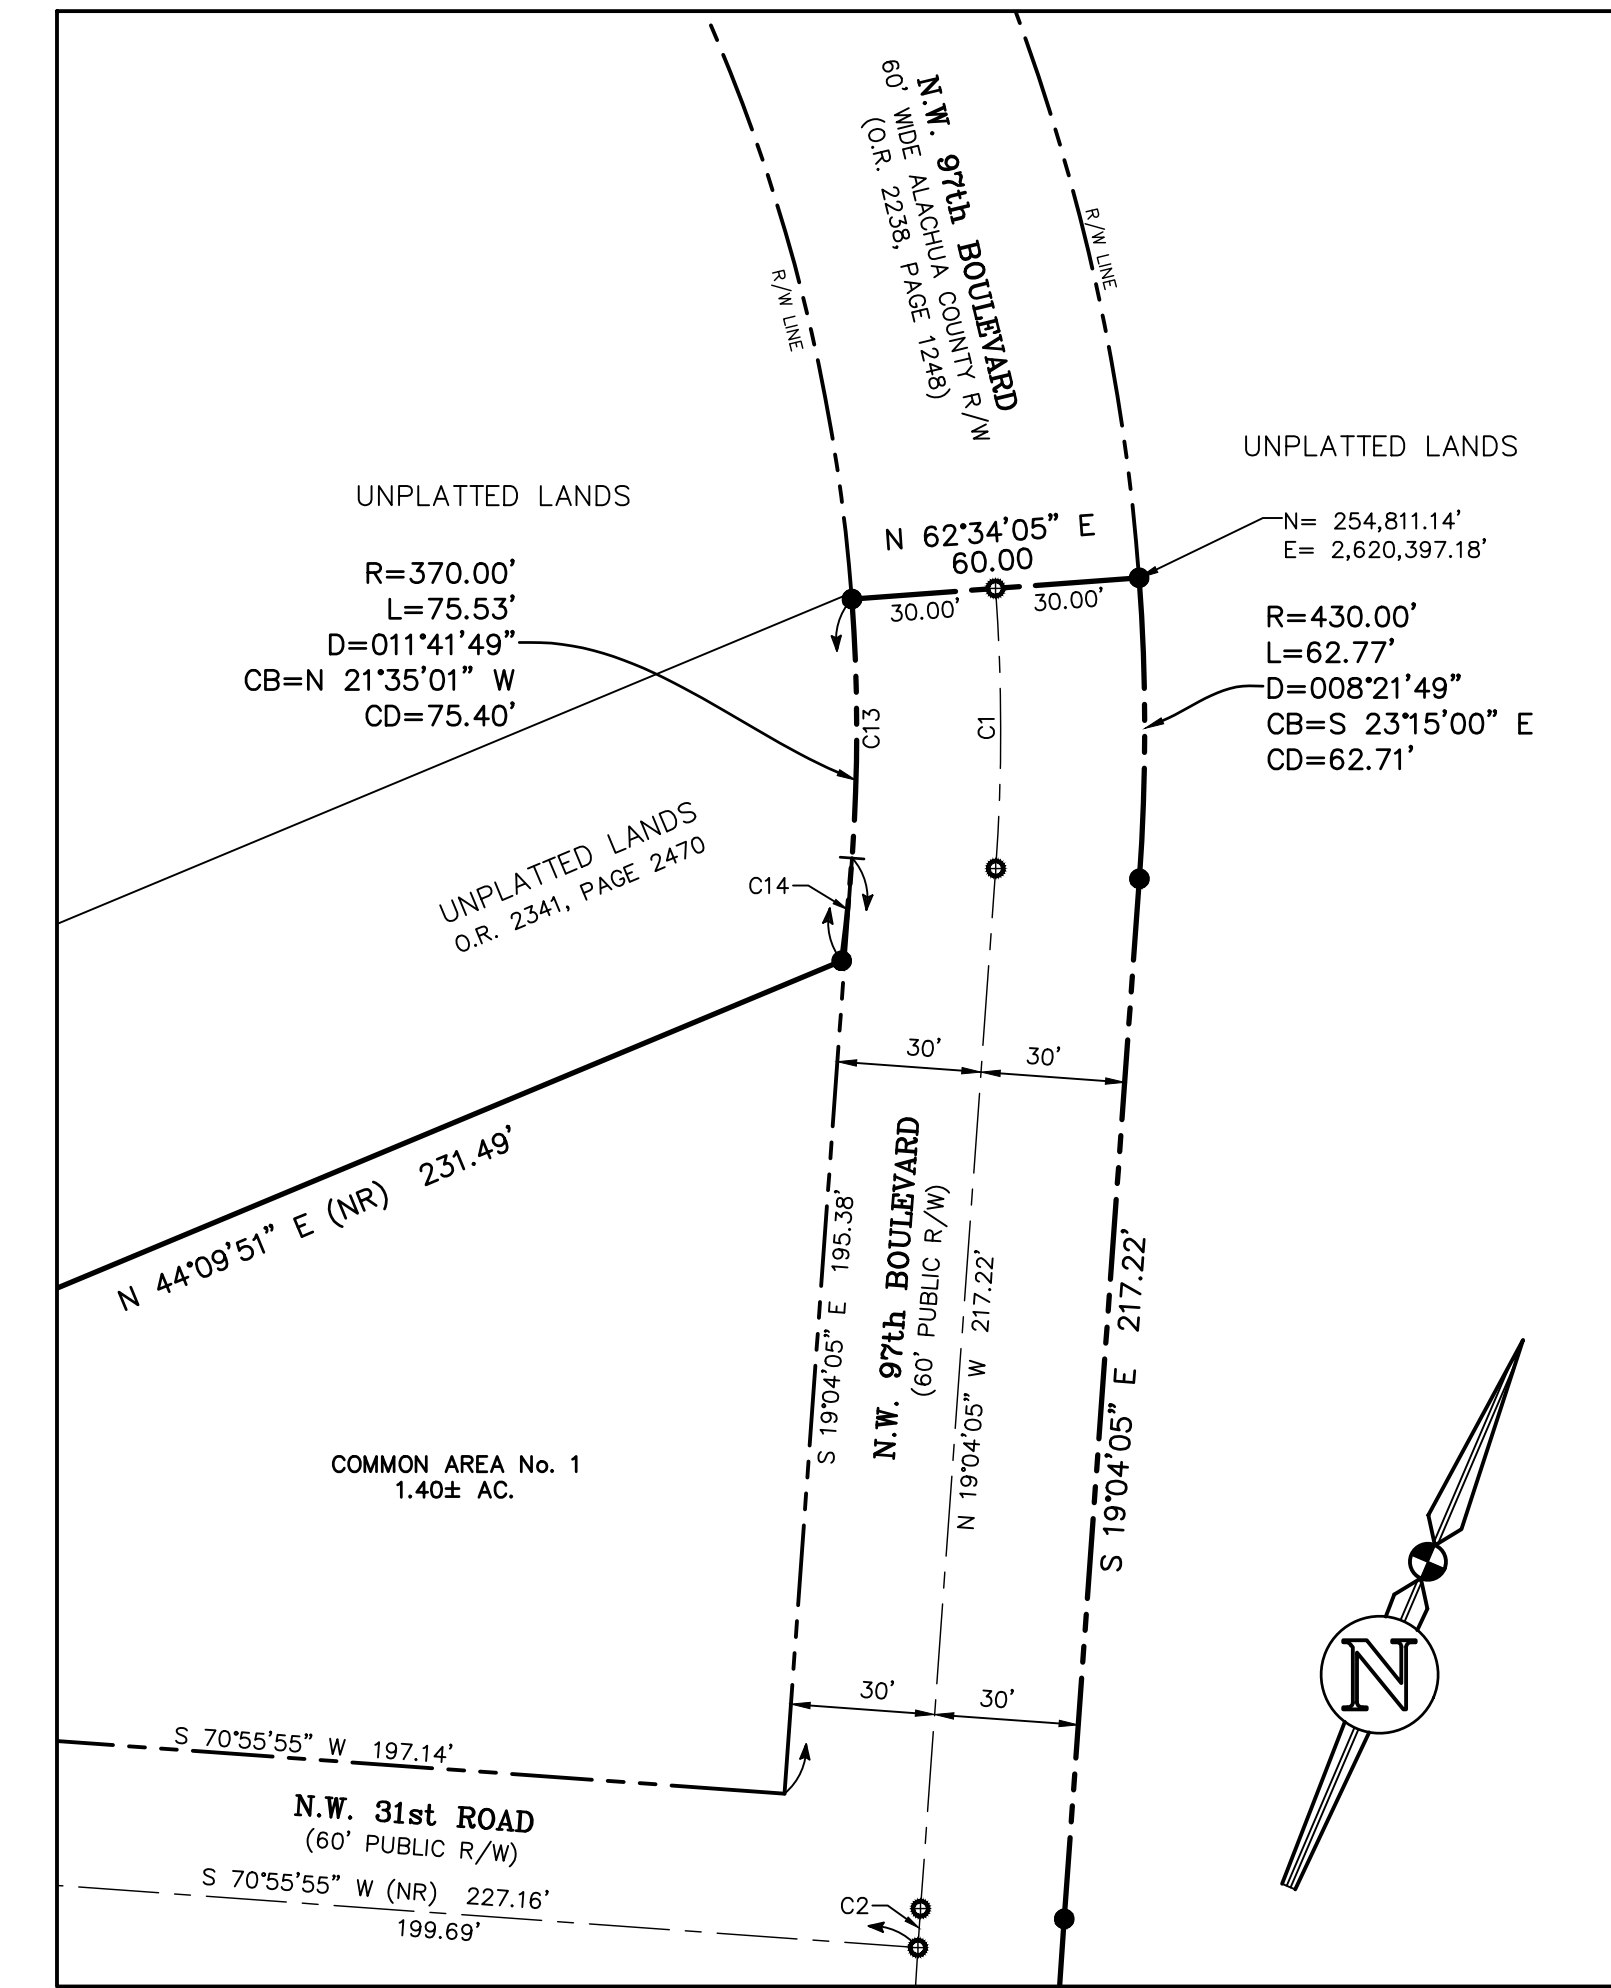 N.W. 97th BOULEVARD
60' WIDE ALACHUA COUNTY R/W
(O.R. 2238, PAGE 1248)
R/W LINE
R/W LINE
UNPLATTED LANDS
UNPLATTED LANDS
N= 254,811.14'
E= 2,620,397.18'
N 62°34'05" E
60.00
30.00'
30.00'
R=370.00'
L=75.53'
D=011°41'49"
CB=N 21°35'01" W
CD=75.40'
R=430.00'
L=62.77'
D=008°21'49"
CB=S 23°15'00" E
CD=62.71'
C13
C1
UNPLATTED LANDS
O.R. 2341, PAGE 2470
C14
30'
30'
N 44°09'51" E (NR) 231.49'
S 19°04'05" E 195.38'
N.W. 97th BOULEVARD
(60' PUBLIC R/W)
N 19°04'05" W 217.22'
S 19°04'05" E 217.22'
COMMON AREA No. 1
1.40± AC.
N
30'
30'
S 70°55'55" W 197.14'
N.W. 31st ROAD
(60' PUBLIC R/W)
S 70°55'55" W (NR) 227.16'
199.69'
C2